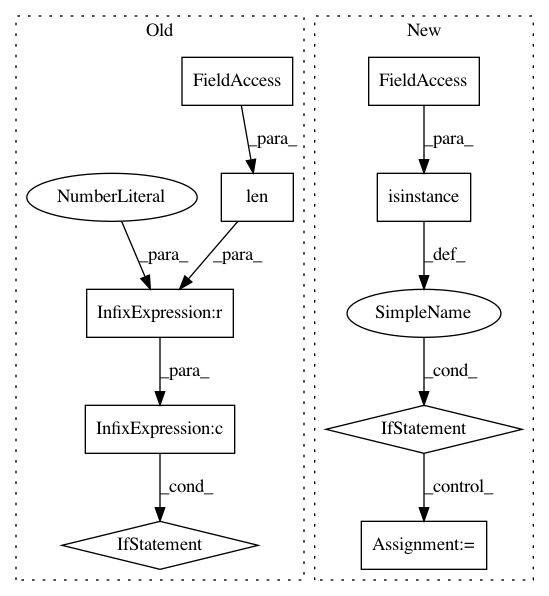 Old
New
FieldAccess
FieldAccess
_para_
_para_
NumberLiteral
len
isinstance
_para_
_para_
_def_
InfixExpression:r
SimpleName
_para_
_cond_
InfixExpression:c
IfStatement
_cond_
_control_
IfStatement
Assignment:=